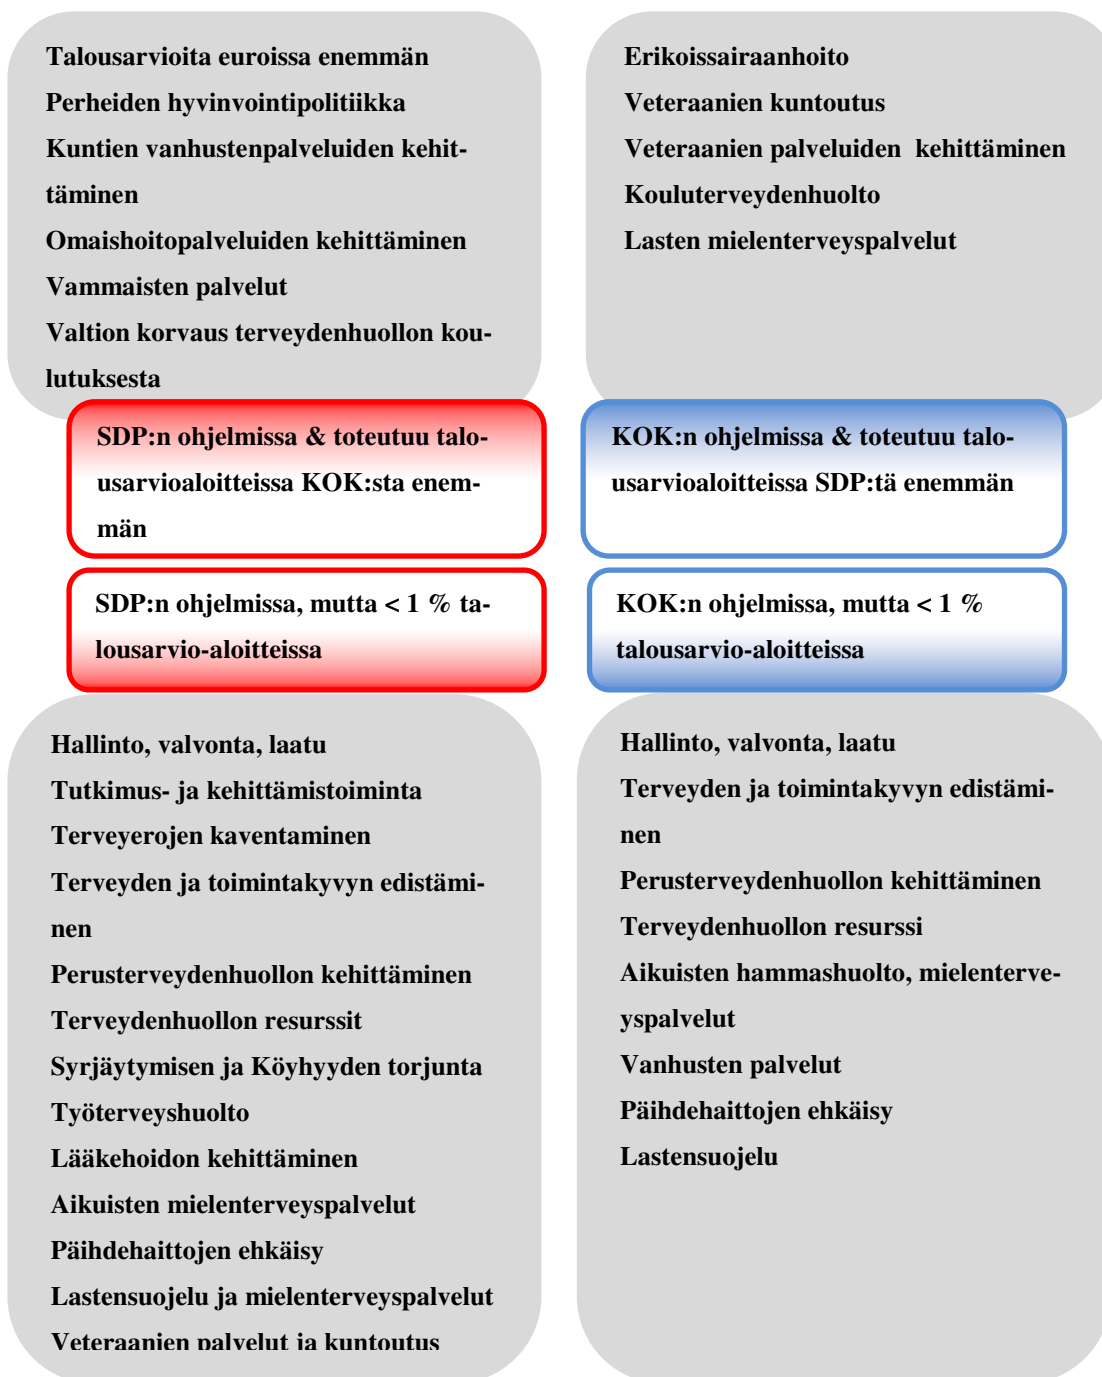 Talousarvioita euroissa enemmän
Perheiden hyvinvointipolitiikka
Kuntien vanhustenpalveluiden kehit-
täminen
Omaishoitopalveluiden kehittäminen
Vammaisten palvelut
Valtion korvaus terveydenhuollon kou-
lutuksesta
Erikoissairaanhoito
Veteraanien kuntoutus
Veteraanien palveluiden kehittäminen
Kouluterveydenhuolto
Lasten mielenterveyspalvelut
SDP:n ohjelmissa & toteutuu talo-
usarvioaloitteissa KOK:sta enem-
män
KOK:n ohjelmissa & toteutuu talo-
usarvioaloitteissa SDP:tä enemmän
SDP:n ohjelmissa, mutta < 1 % ta-
lousarvio-aloitteissa
KOK:n ohjelmissa, mutta < 1 %
talousarvio-aloitteissa
Hallinto, valvonta, laatu
Tutkimus- ja kehittämistoiminta
Terveyerojen kaventaminen
Terveyden ja toimintakyvyn edistämi-
nen
Perusterveydenhuollon kehittäminen
Terveydenhuollon resurssit
Syrjäytymisen ja Köyhyyden torjunta
Työterveyshuolto
Lääkehoidon kehittäminen
Aikuisten mielenterveyspalvelut
Päihdehaittojen ehkäisy
Lastensuojelu ja mielenterveyspalvelut
Veteraanien palvelut ja kuntoutus
Hallinto, valvonta, laatu
Terveyden ja toimintakyvyn edistämi-
nen
Perusterveydenhuollon kehittäminen
Terveydenhuollon resurssi
Aikuisten hammashuolto, mielenterve-
yspalvelut
Vanhusten palvelut
Päihdehaittojen ehkäisy
Lastensuojelu